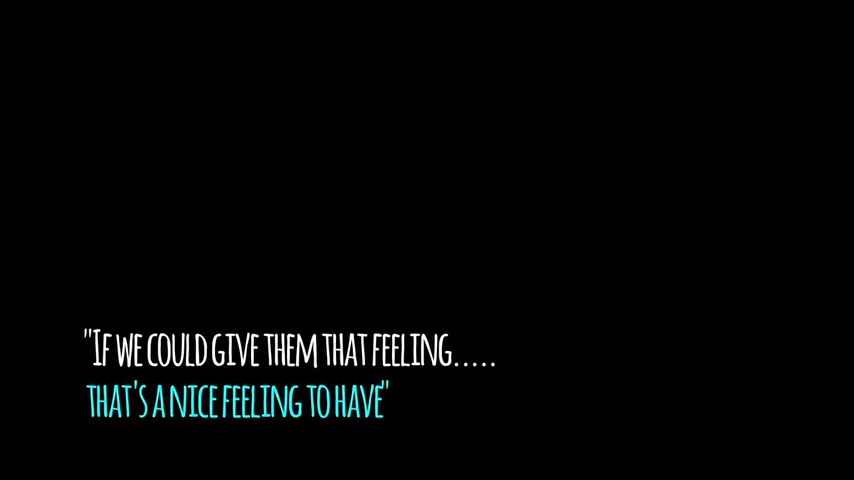 "If we could give them that feeling.....
that's a nice feeling to have"